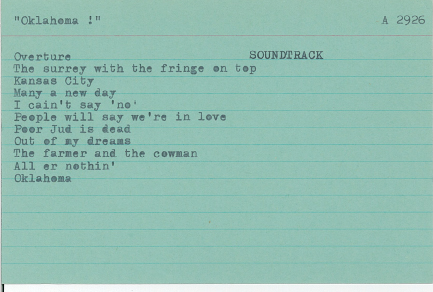 "Oklahoma !" A 2926
Overture SOUNDTRACK
The surrey with the fringe on top
Kansas City
Many a new day
I cain't say 'no'
People will say we're in love
Poor Jud is dead
Out of my dreams
The farmer and the cowman
All er nothin'
Oklahoma